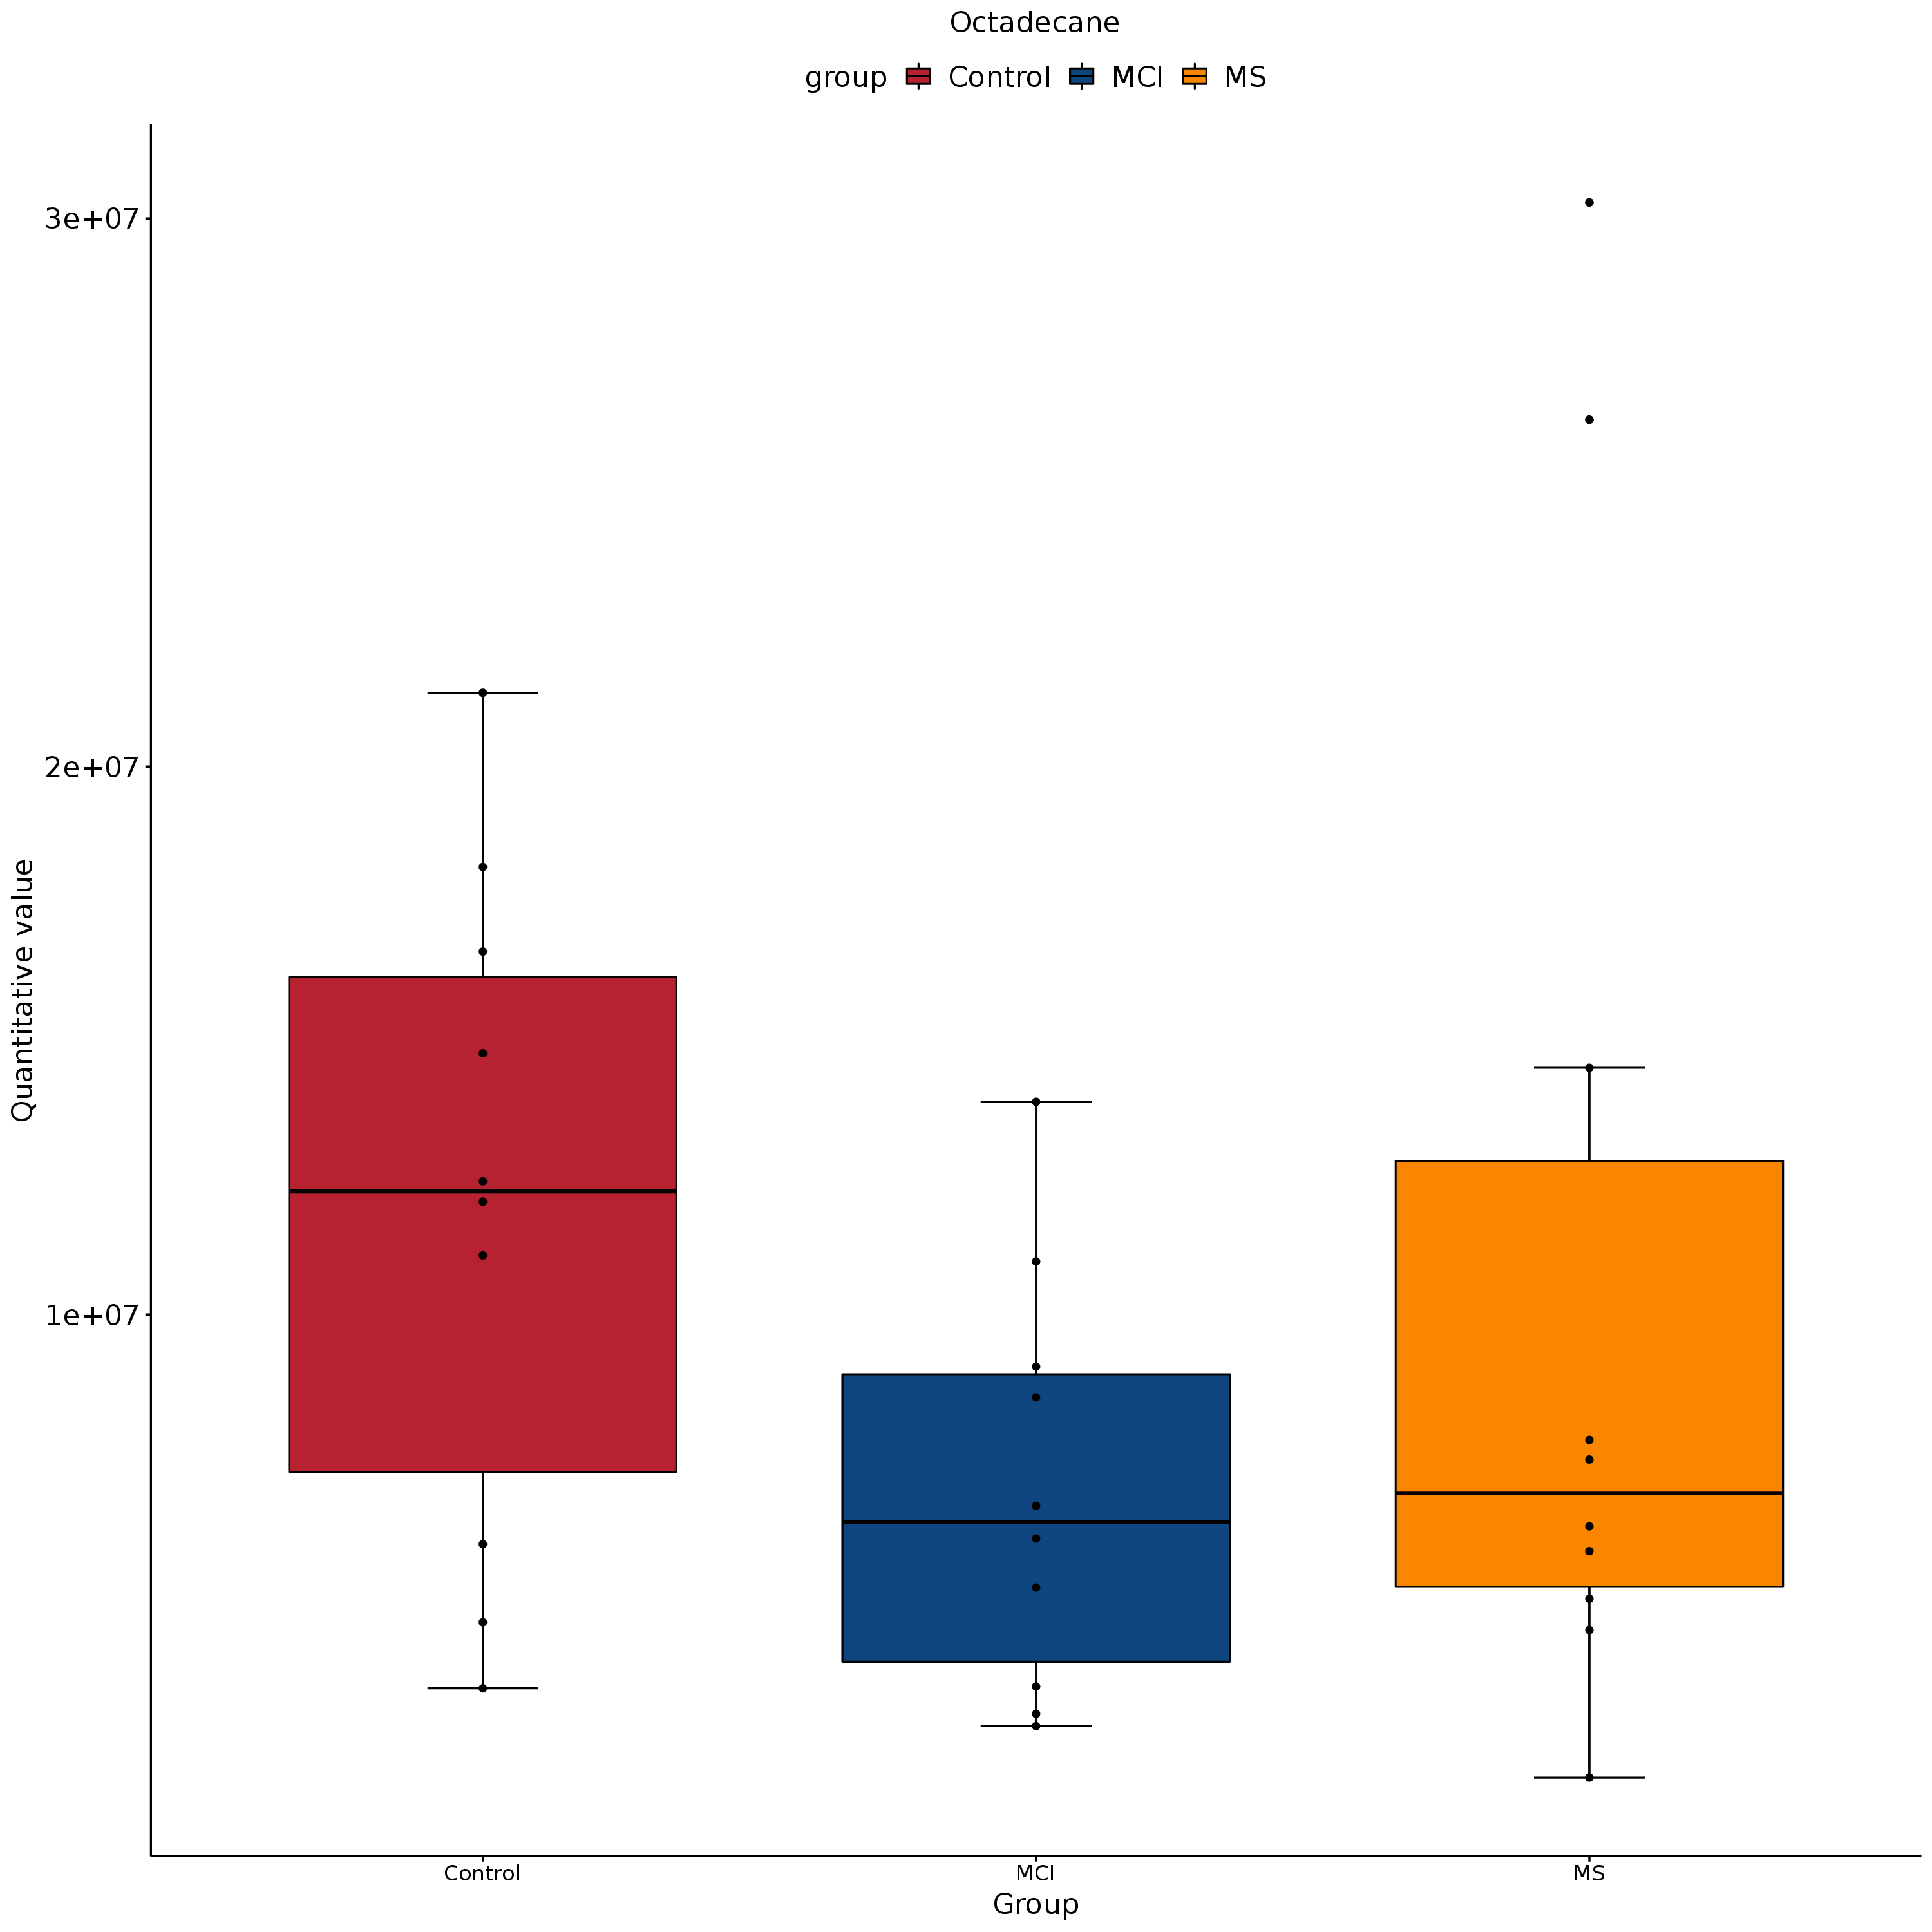 Octadecane
group Control MCI MS
3e+07
2e+07
1e+07
Quantitative value
Control MCI MS
Group